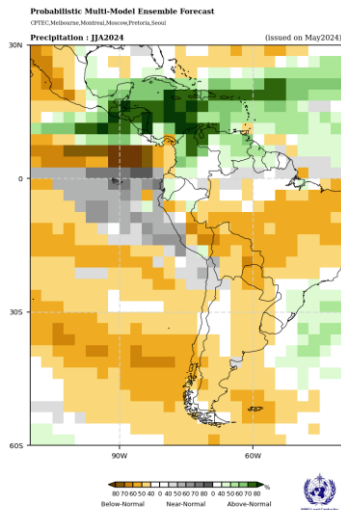 Probabilistic Multi-Model Ensemble Forecast
CPTEC,Melbourne,Montreal,Moscow,Pretoria,Seoul
Precipitation : JJA2024 (issued on May2024)
30N
0
30S
60S
90W 60W
80 70 60 50 40 0 40 50 60 70 80 0 40 50 60 70 80 %
Below-Normal Near-Normal Above-Normal